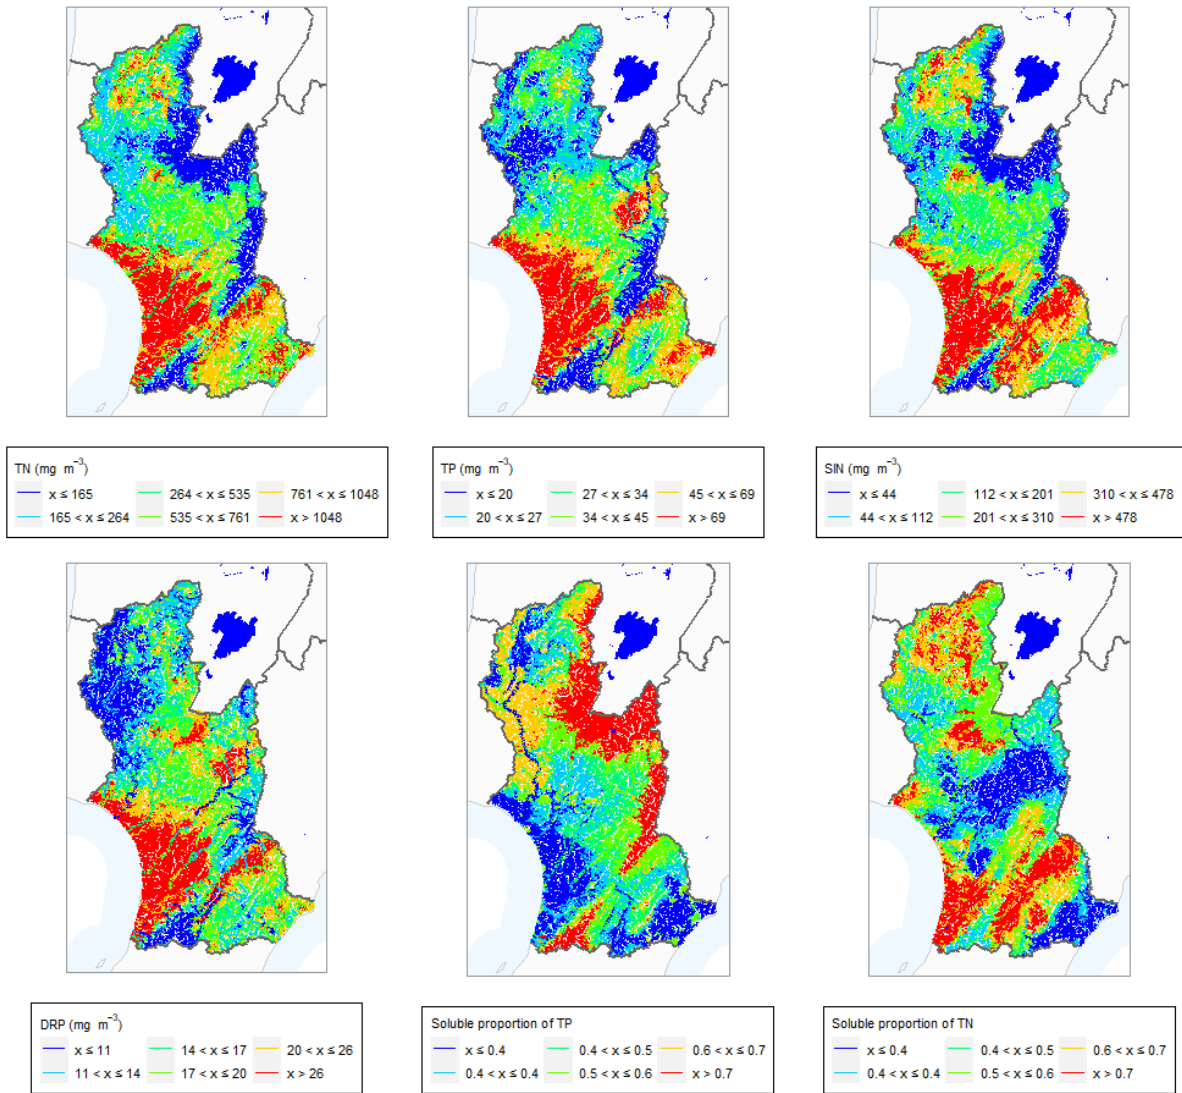 TN (mg m⁻³)
x ≤ 165 264 < x ≤ 535 761 < x ≤ 1048
165 < x ≤ 264 535 < x ≤ 761 x > 1048
TP (mg m⁻³)
x ≤ 20 27 < x ≤ 34 45 < x ≤ 69
20 < x ≤ 27 34 < x ≤ 45 x > 69
SIN (mg m⁻³)
x ≤ 44 112 < x ≤ 201 310 < x ≤ 478
44 < x ≤ 112 201 < x ≤ 310 x > 478
DRP (mg m⁻³)
x ≤ 11 14 < x ≤ 17 20 < x ≤ 26
11 < x ≤ 14 17 < x ≤ 20 x > 26
Soluble proportion of TP
x ≤ 0.4 0.4 < x ≤ 0.5 0.6 < x ≤ 0.7
0.4 < x ≤ 0.4 0.5 < x ≤ 0.6 x > 0.7
Soluble proportion of TN
x ≤ 0.4 0.4 < x ≤ 0.5 0.6 < x ≤ 0.7
0.4 < x ≤ 0.4 0.5 < x ≤ 0.6 x > 0.7